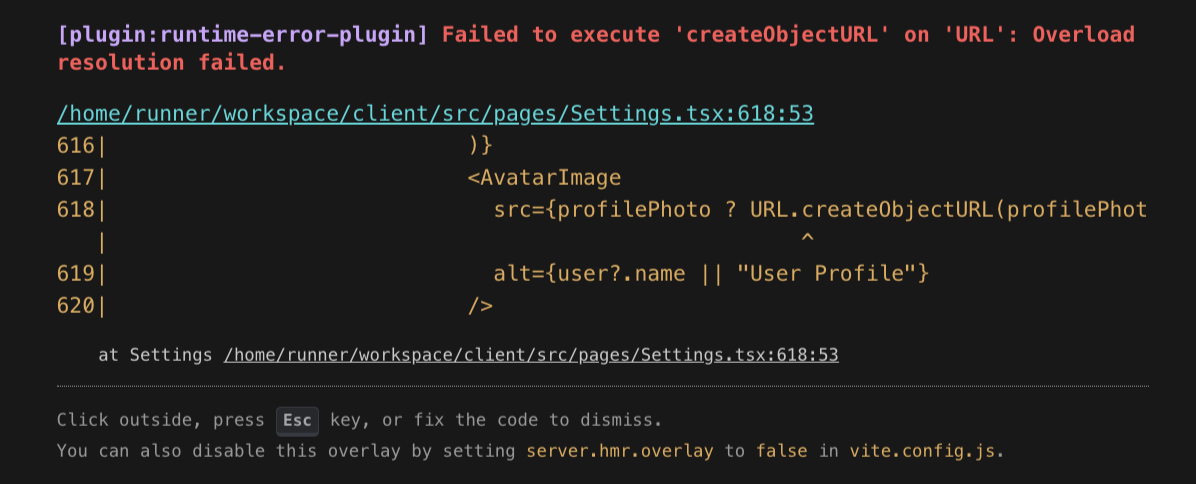 [plugin:runtime-error-plugin] Failed to execute 'createObjectURL' on 'URL': Overload
resolution failed.
/home/runner/workspace/client/src/pages/Settings.tsx:618:53
616|                            )}
617|                            <AvatarImage
618|                              src={profilePhoto ? URL.createObjectURL(profilePhot
   |                                                      ^
619|                              alt={user?.name || "User Profile"}
620|                            />
at Settings /home/runner/workspace/client/src/pages/Settings.tsx:618:53
Click outside, press Esc key, or fix the code to dismiss.
You can also disable this overlay by setting server.hmr.overlay to false in vite.config.js.